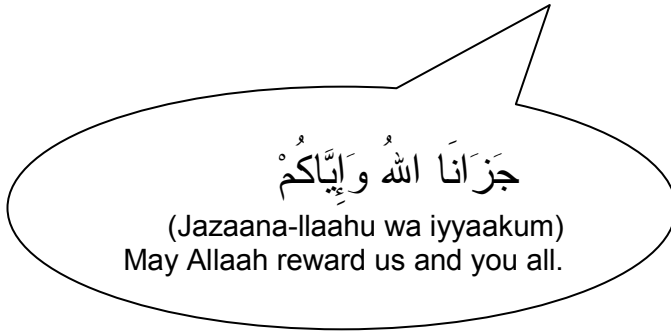 جَزَانَا اللهُ وَإِيَّاكُمْ
(Jazaana-llaahu wa iyyaakum)
May Allaah reward us and you all.